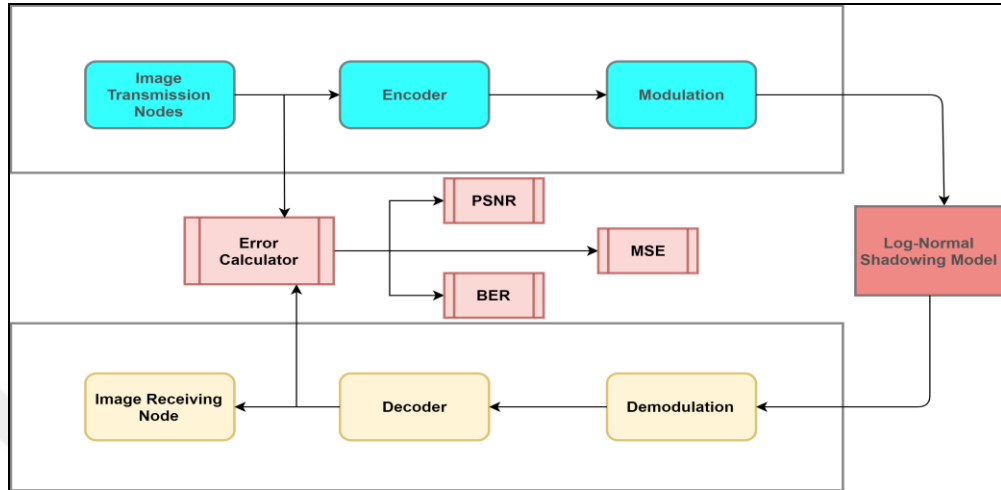 Image
Transmission
Nodes
Encoder
Modulation
PSNR
Error
Calculator
MSE
Log-Normal
Shadowing Model
BER
Image Receiving
Node
Decoder
Demodulation